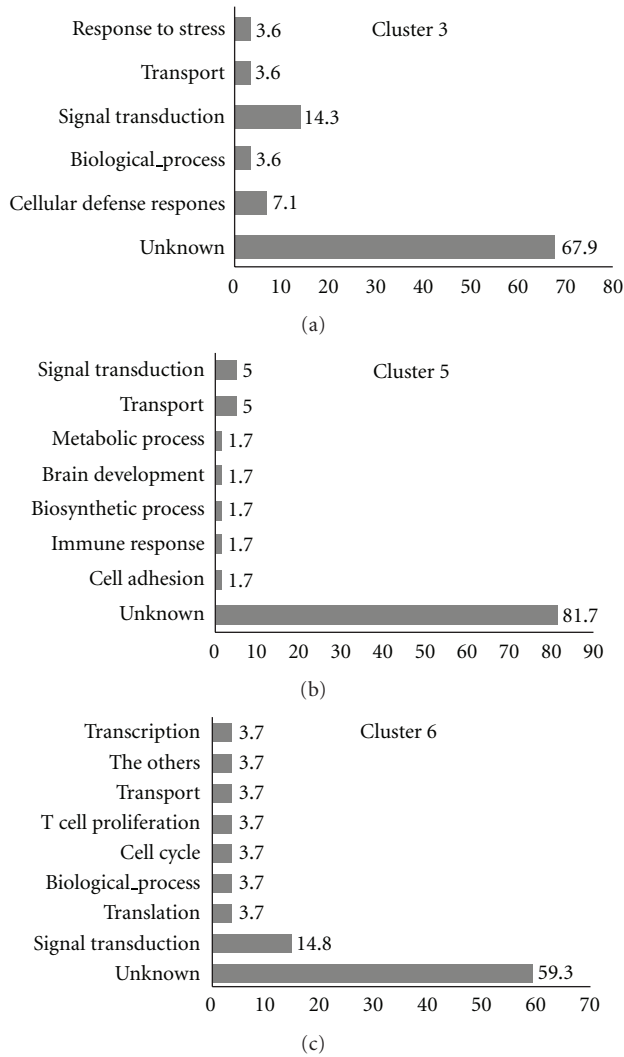 Cluster 3
Response to stress 3.6
Transport 3.6
Signal transduction 14.3
Biological_process 3.6
Cellular defense respones 7.1
Unknown 67.9
0 10 20 30 40 50 60 70 80
(a)
Cluster 5
Signal transduction 5
Transport 5
Metabolic process 1.7
Brain development 1.7
Biosynthetic process 1.7
Immune response 1.7
Cell adhesion 1.7
Unknown 81.7
0 10 20 30 40 50 60 70 80 90
(b)
Cluster 6
Transcription 3.7
The others 3.7
Transport 3.7
T cell proliferation 3.7
Cell cycle 3.7
Biological_process 3.7
Translation 3.7
Signal transduction 14.8
Unknown 59.3
0 10 20 30 40 50 60 70
(c)